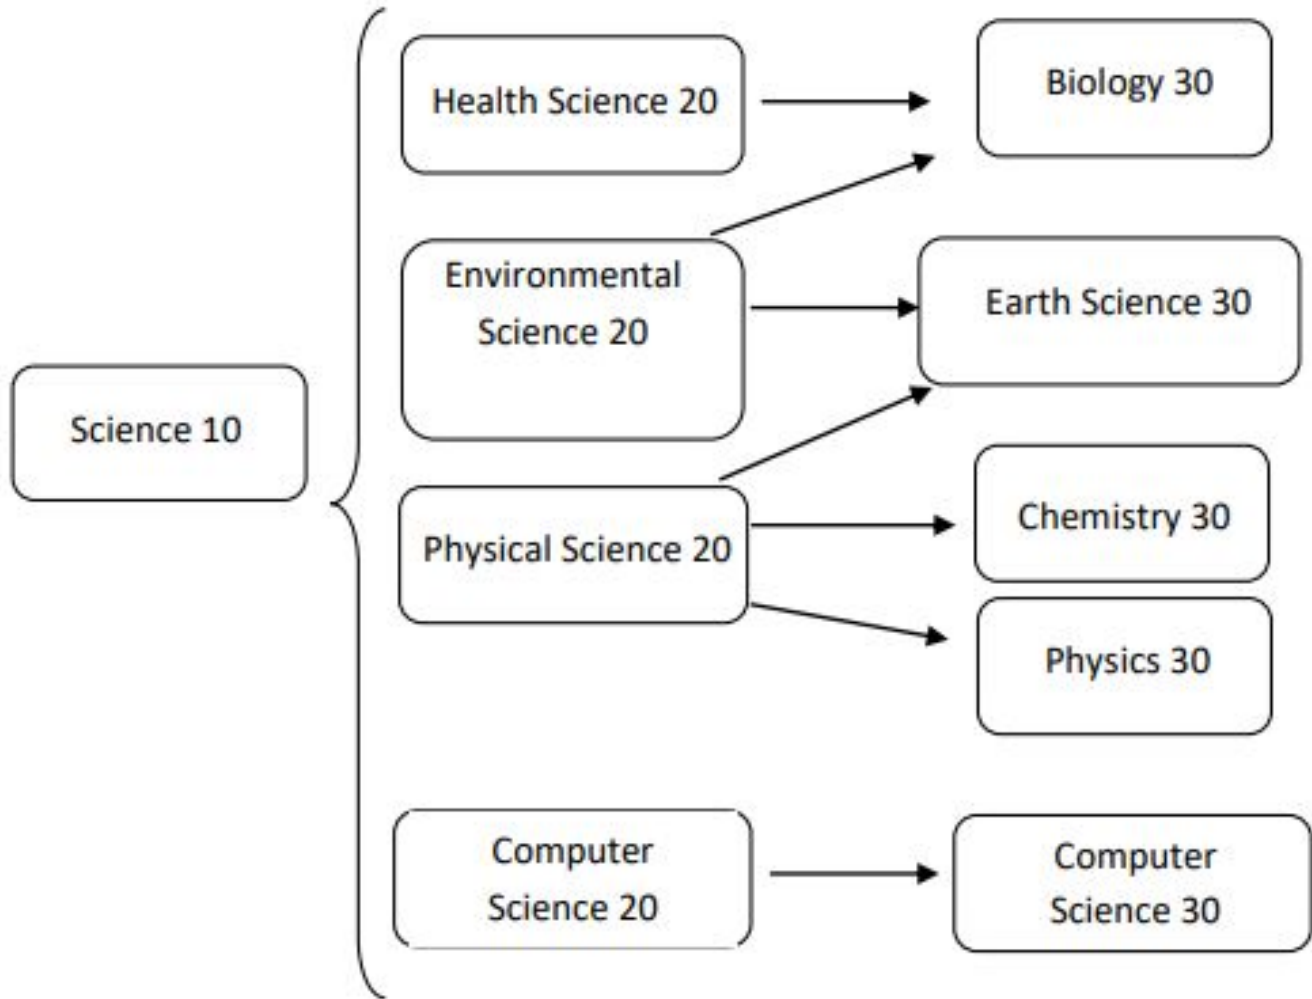 Science 10
Health Science 20
Environmental
Science 20
Physical Science 20
Computer
Science 20
Biology 30
Earth Science 30
Chemistry 30
Physics 30
Computer
Science 30